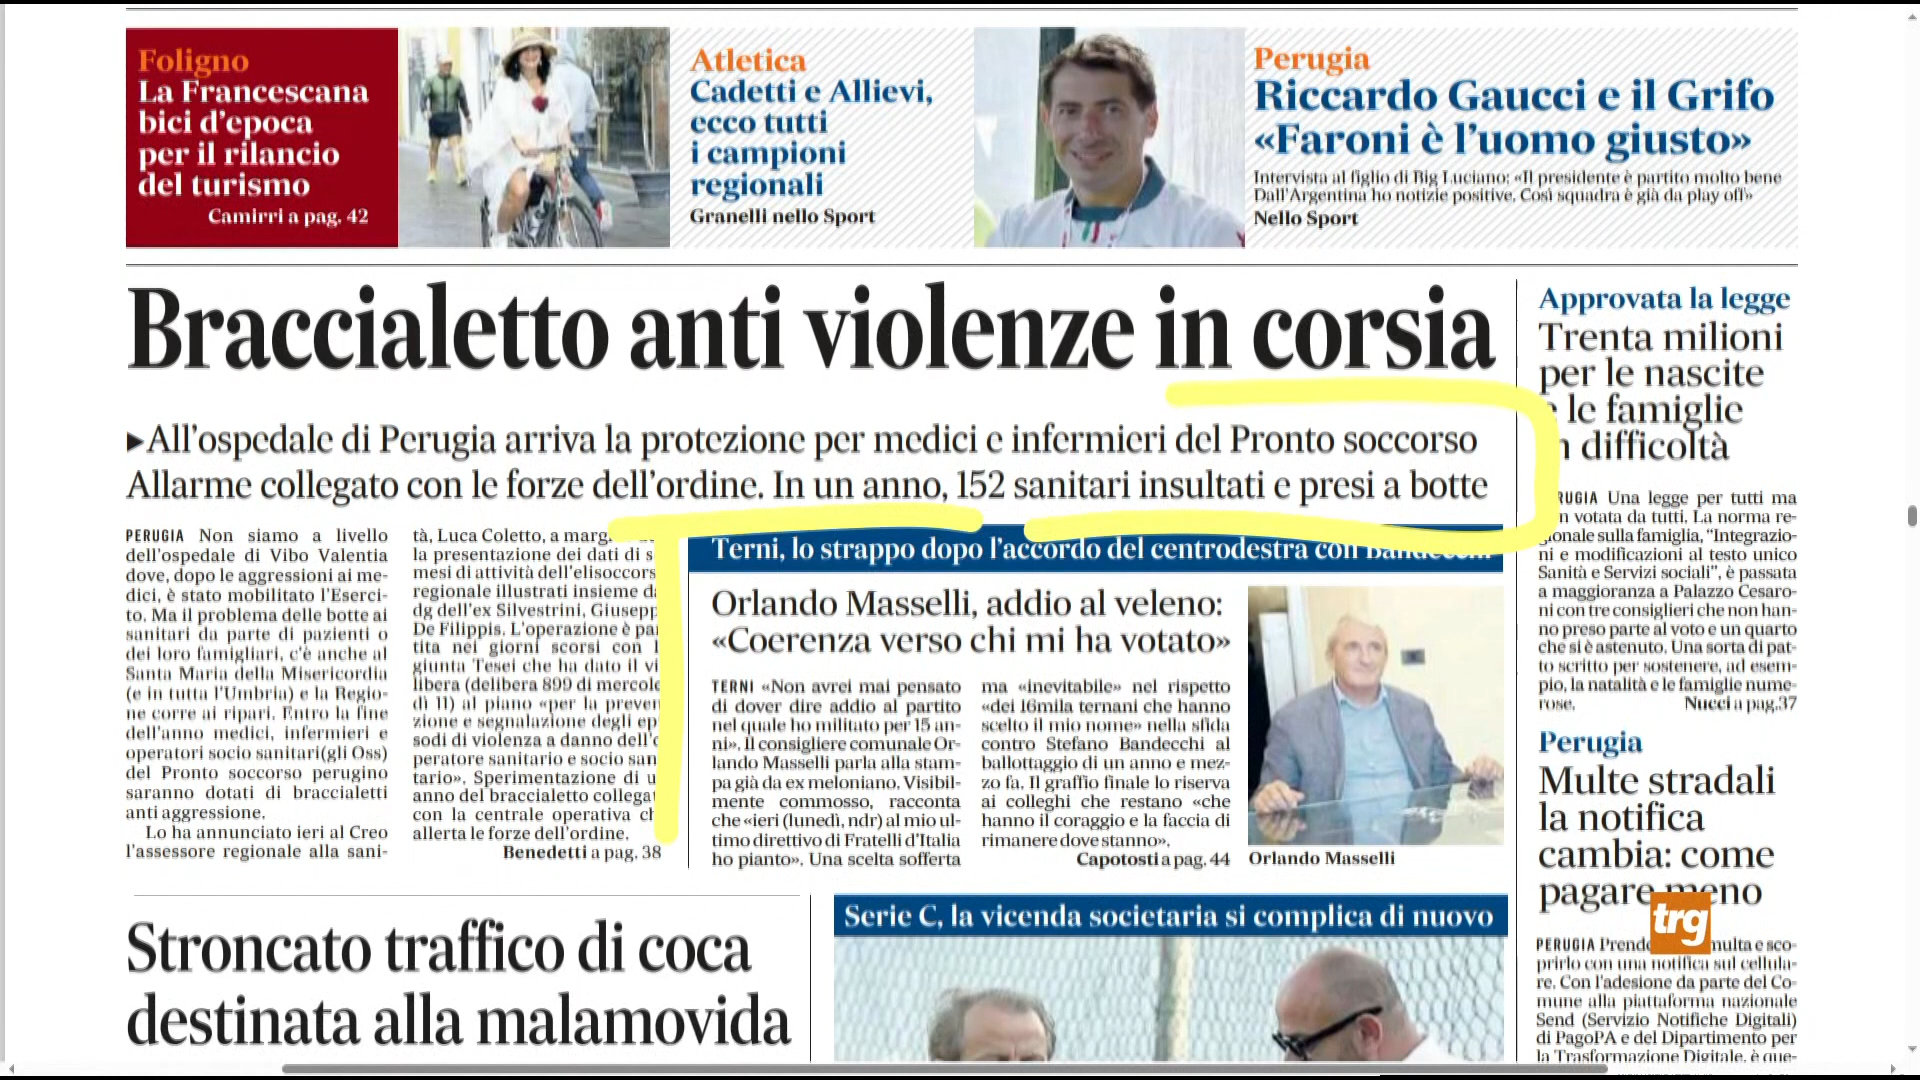 Foligno
La Francescana
bici d'epoca
per il rilancio
del turismo
Camirri a pag. 42
Atletica
Cadetti e Allievi,
ecco tutti
i campioni
regionali
Granelli nello Sport
Perugia
Riccardo Gaucci e il Grifo
«Faroni è l'uomo giusto»
Intervista al figlio di Big Luciano: «Il presidente è partito molto bene
Dall'Argentina ho notizie positive. Così squadra è già da play off»
Nello Sport
Braccialetto anti violenze in corsia
▸All'ospedale di Perugia arriva la protezione per medici e infermieri del Pronto soccorso
Allarme collegato con le forze dell'ordine. In un anno, 152 sanitari insultati e presi a botte
PERUGIA Non siamo a livello
dell'ospedale di Vibo Valentia
dove, dopo le aggressioni ai me-
dici, è stato mobilitato l'Eserci-
to. Ma il problema delle botte ai
sanitari da parte di pazienti o
dei loro famigliari, c'è anche al
Santa Maria della Misericordia
(e in tutta l'Umbria) e la Regio-
ne corre ai ripari. Entro la fine
dell'anno medici, infermieri e
operatori socio sanitari(gli Oss)
del Pronto soccorso perugino
saranno dotati di braccialetti
anti aggressione.
Lo ha annunciato ieri al Creo
l'assessore regionale alla sani-
tà, Luca Coletto, a marg
la presentazione dei dati di s
mesi di attività dell'elisoccors
regionale illustrati insieme da
dg dell'ex Silvestrini, Giusepp
De Filippis. L'operazione è par
tita nei giorni scorsi con l
giunta Tesei che ha dato il vi
libera (delibera 899 di mercole
dì 11) al piano «per la preven
zione e segnalazione degli ep
sodi di violenza a danno dell'o
peratore sanitario e socio san
tario». Sperimentazione di u
anno del braccialetto collegat
con la centrale operativa ch
allerta le forze dell'ordine.
Benedetti a pag. 38
Terni, lo strappo dopo l'accordo del centrodestra con Bandecchi
Orlando Masselli, addio al veleno:
«Coerenza verso chi mi ha votato»
TERNI «Non avrei mai pensato
di dover dire addio al partito
nel quale ho militato per 15 an-
ni». Il consigliere comunale Or-
lando Masselli parla alla stam-
pa già da ex meloniano. Visibil-
mente commosso, racconta
che «ieri (lunedì, ndr) al mio ul-
timo direttivo di Fratelli d'Italia
ho pianto». Una scelta sofferta
ma «inevitabile» nel rispetto
«dei 16mila ternani che hanno
scelto il mio nome» nella sfida
contro Stefano Bandecchi al
ballottaggio di un anno e mez-
zo fa. Il graffio finale lo riserva
ai colleghi che restano «che
hanno il coraggio e la faccia di
rimanere dove stanno».
Capotosti a pag. 44
Orlando Masselli
Approvata la legge
Trenta milioni
per le nascite
e le famiglie
n difficoltà
RUGIA Una legge per tutti ma
n votata da tutti. La norma re-
gionale sulla famiglia, "Integrazio-
ni e modificazioni al testo unico
Sanità e Servizi sociali", è passata
a maggioranza a Palazzo Cesaro-
ni con tre consiglieri che non han-
no preso parte al voto e un quarto
che si è astenuto. Una sorta di pat-
to scritto per sostenere, ad esem-
pio, la natalità e le famiglie nume-
rose.
Nucci a pag.37
Perugia
Multe stradali
la notifica
cambia: come
pagare meno
PERUGIA Prende multa e sco-
prirlo con una notifica sul cellula-
re. Con l'adesione da parte del Co-
mune alla piattaforma nazionale
Send (Servizio Notifiche Digitali)
di PagoPA e del Dipartimento per
la Trasformazione Digitale, è que-
trg
Stroncato traffico di coca
destinata alla malamovida
Serie C, la vicenda societaria si complica di nuovo